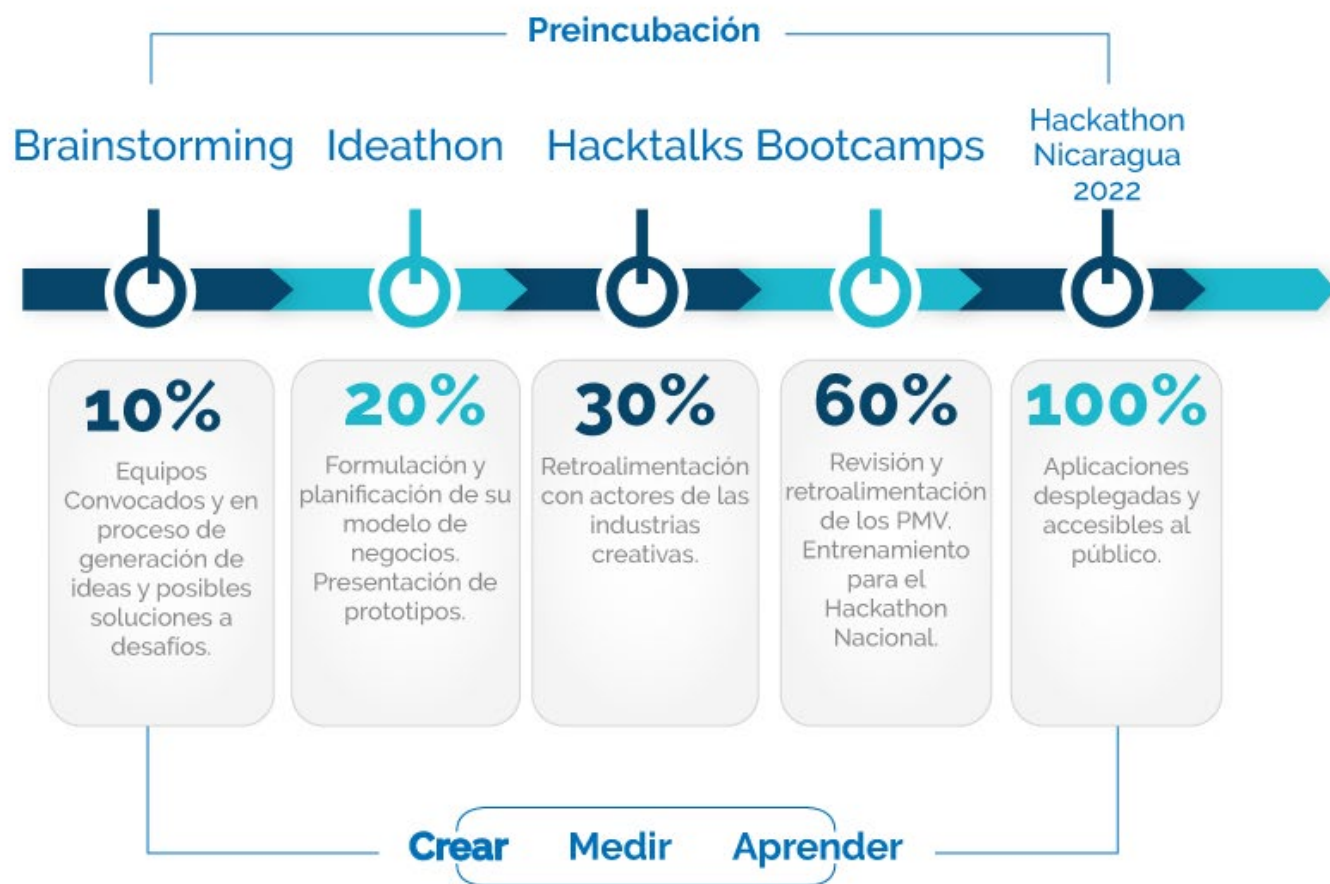 Preincubación
Brainstorming
Ideathon
Hacktalks
Bootcamps
Hackathon
Nicaragua
2022
10%
Equipos
Convocados y en
proceso de
generación de
ideas y posibles
soluciones a
desafíos.
20%
Formulación y
planificación de su
modelo de
negocios.
Presentación de
prototipos.
30%
Retroalimentación
con actores de las
industrias
creativas.
60%
Revisión y
retroalimentación
de los PMV.
Entrenamiento
para el
Hackathon
Nacional.
100%
Aplicaciones
desplegadas y
accesibles al
público.
Crear Medir Aprender